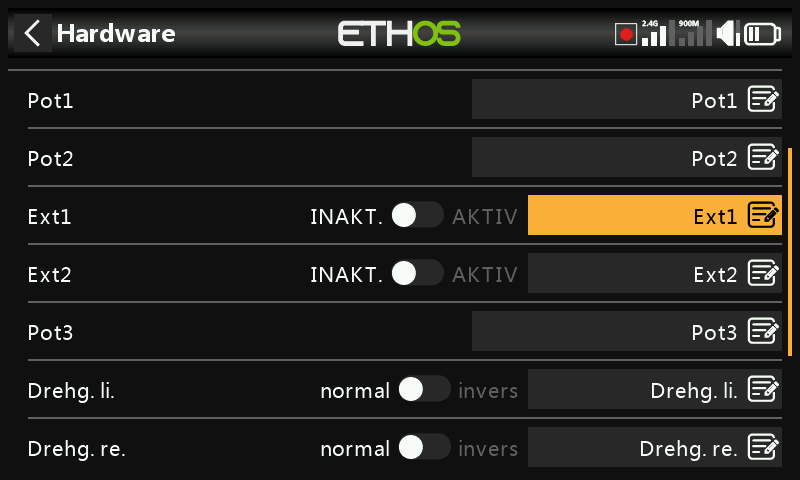 Hardware
ETHOS
2.4G
900M
Pot1 Pot1
Pot2 Pot2
Ext1 INAKT. AKTIV Ext1
Ext2 INAKT. AKTIV Ext2
Pot3 Pot3
Drehg. li. normal invers Drehg. li.
Drehg. re. normal invers Drehg. re.